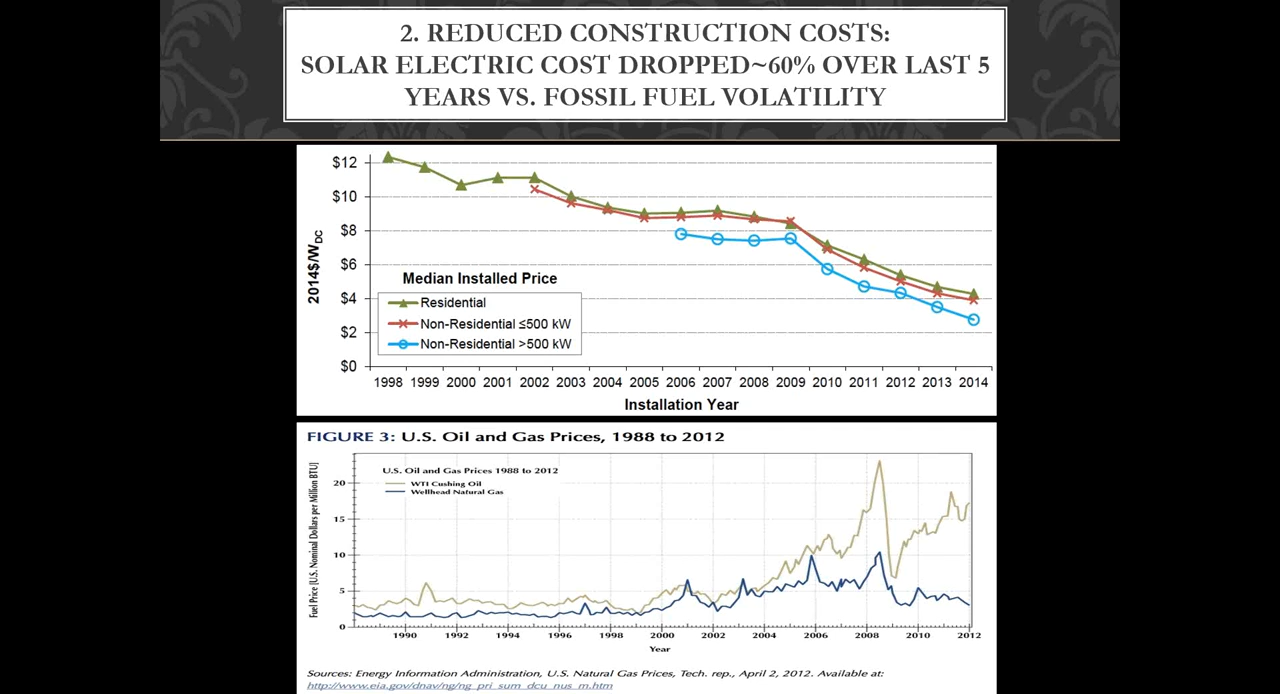 2. REDUCED CONSTRUCTION COSTS:
SOLAR ELECTRIC COST DROPPED~60% OVER LAST 5
YEARS VS. FOSSIL FUEL VOLATILITY
$12
$10
$8
$6
$4
$2
$0
2014$/WDC
Median Installed Price
Residential
Non-Residential ≤500 kW
Non-Residential >500 kW
1998 1999 2000 2001 2002 2003 2004 2005 2006 2007 2008 2009 2010 2011 2012 2013 2014
Installation Year
FIGURE 3: U.S. Oil and Gas Prices, 1988 to 2012
Fuel Price [U.S. Nominal Dollars per Million BTU]
U.S. Oil and Gas Prices 1988 to 2012
WTI Cushing Oil
Wellhead Natural Gas
20
15
10
5
0
1990 1992 1994 1996 1998 2000 2002 2004 2006 2008 2010 2012
Year
Sources: Energy Information Administration, U.S. Natural Gas Prices, Tech. rep., April 2, 2012. Available at:
http://www.eia.gov/dnav/ng/ng_pri_sum_dcu_nus_m.htm